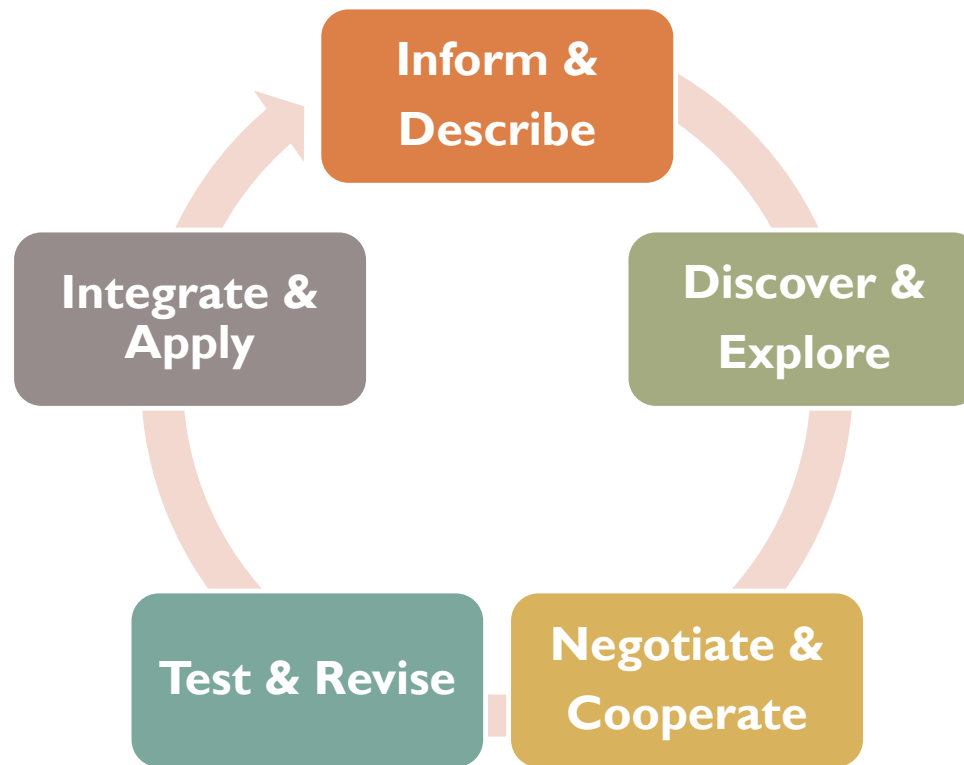 Inform &
Describe
Discover &
Explore
Negotiate &
Cooperate
Test & Revise
Integrate &
Apply